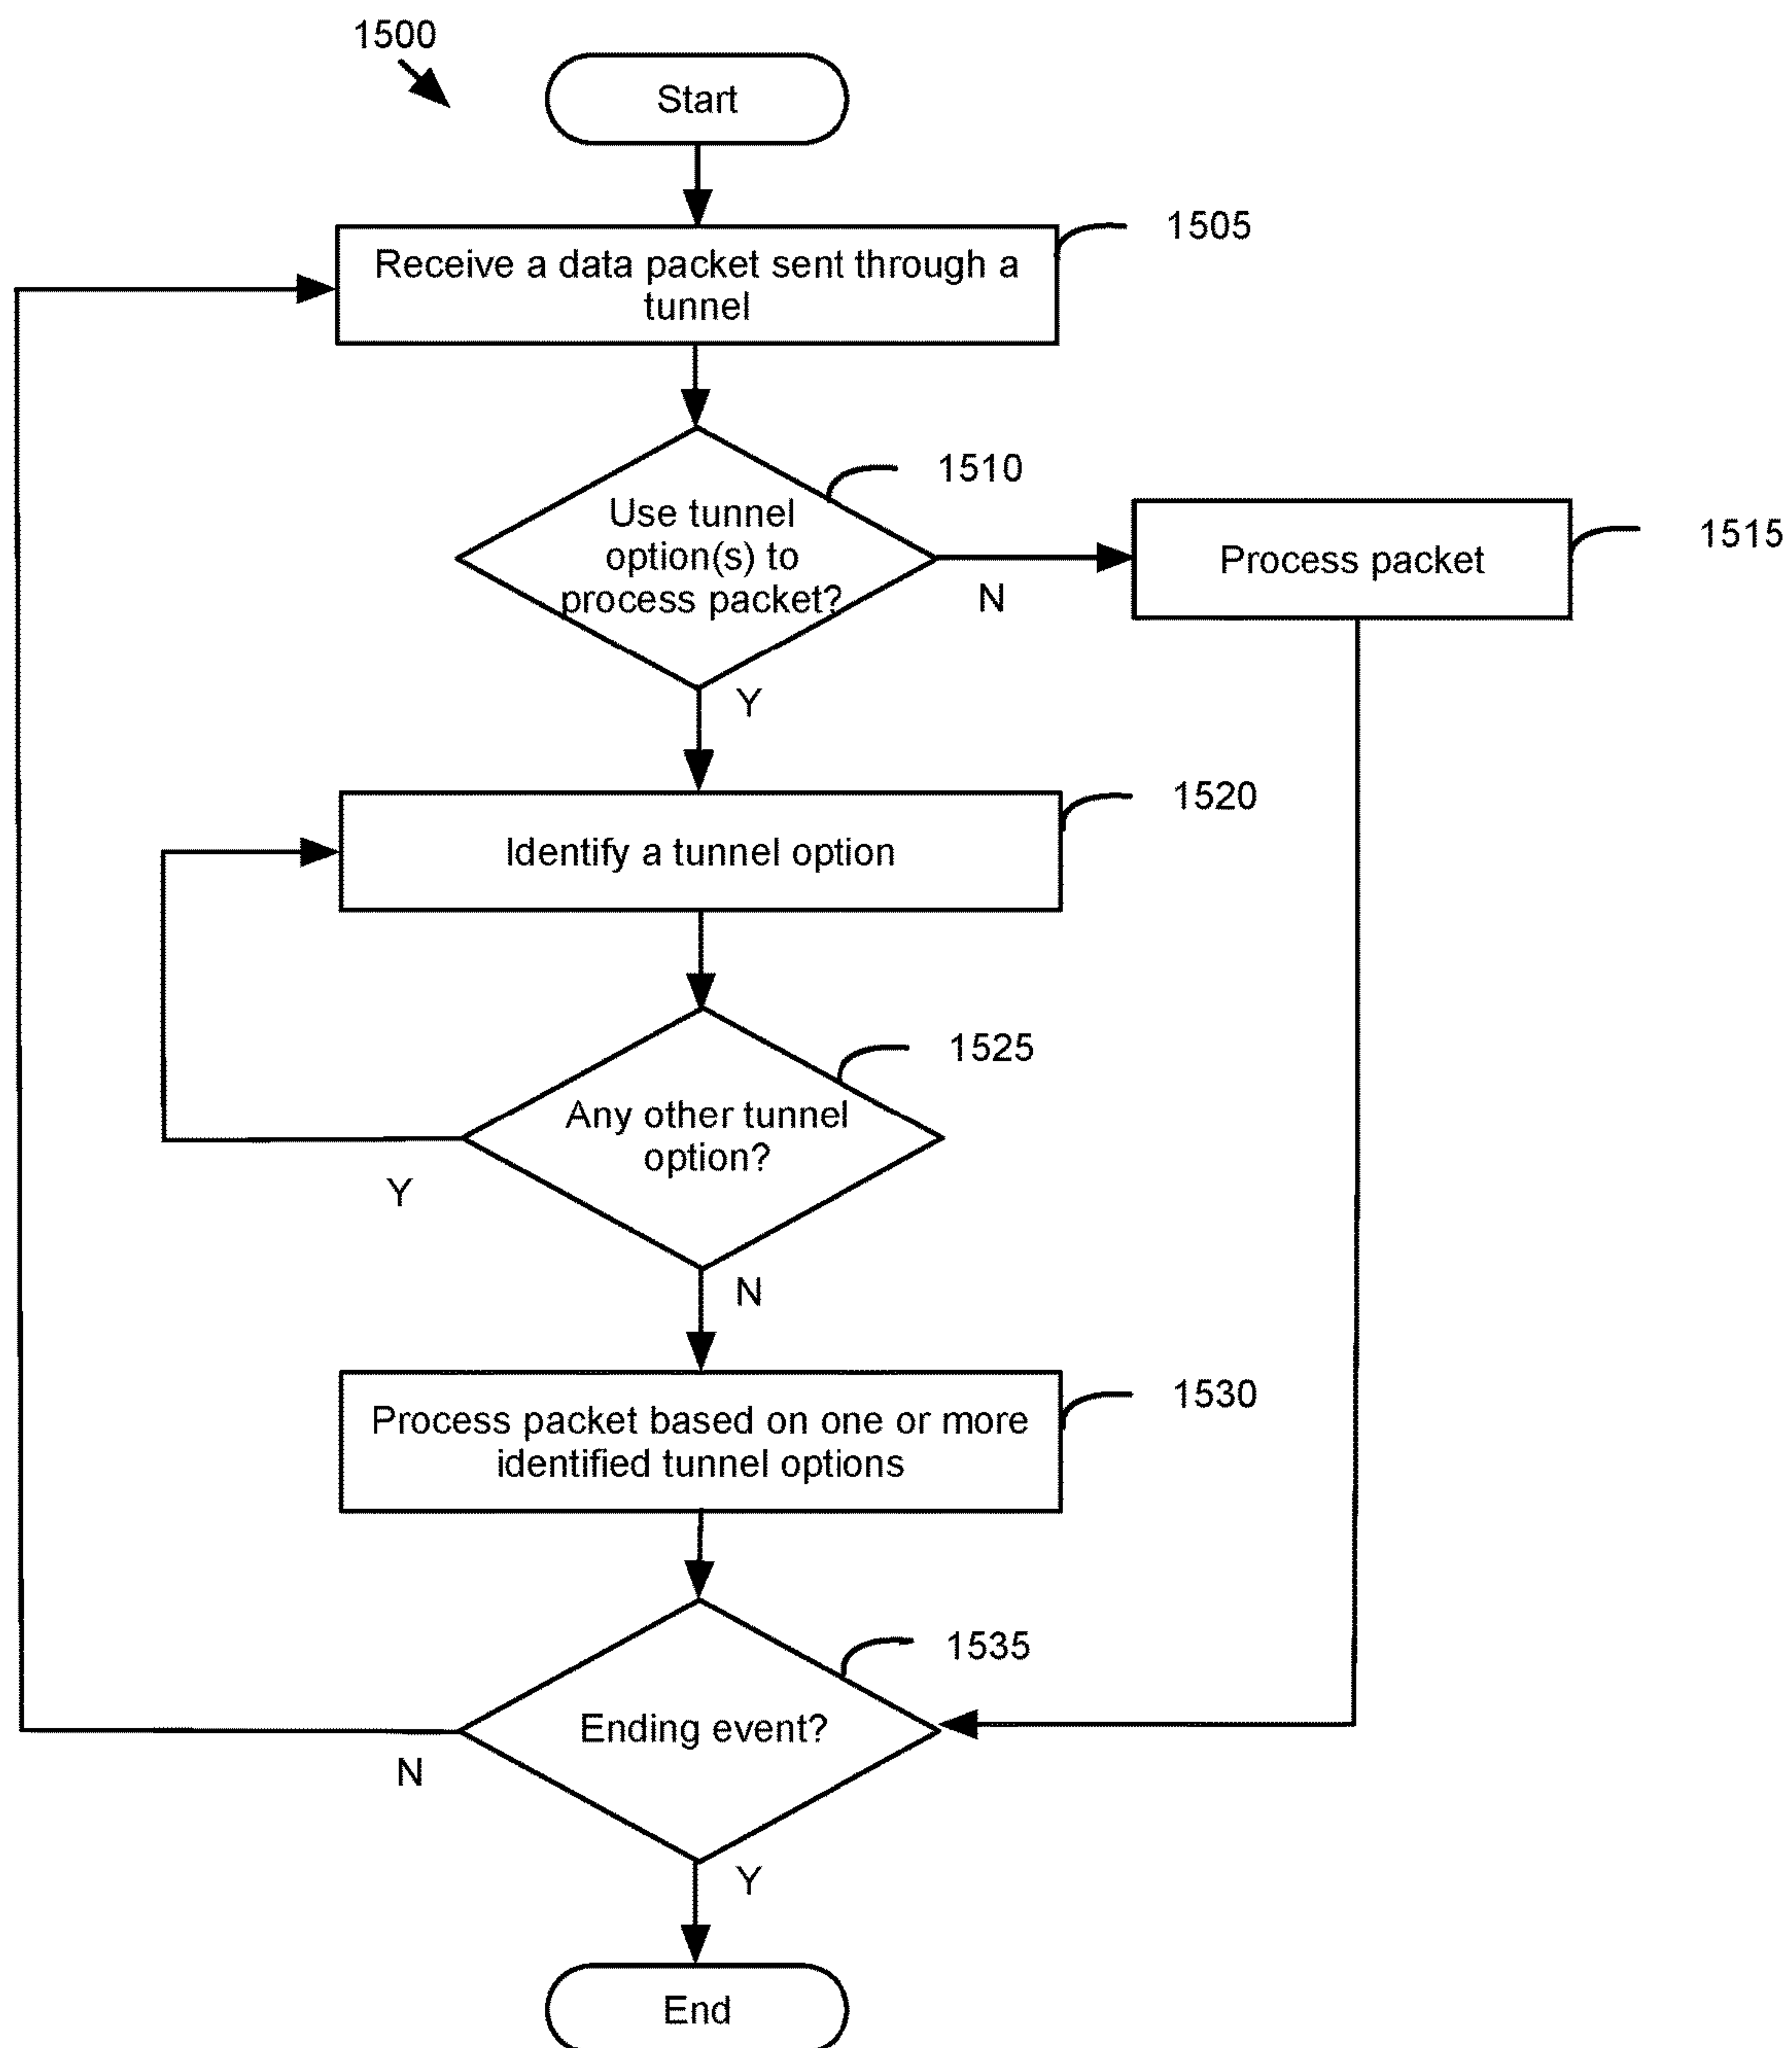 1500
Start
1505
Receive a data packet sent through a
tunnel
1510
Use tunnel
option(s) to
process packet?
1515
Process packet
N
Y
1520
Identify a tunnel option
1525
Any other tunnel
option?
Y
N
1530
Process packet based on one or more
identified tunnel options
1535
Ending event?
N
Y
End